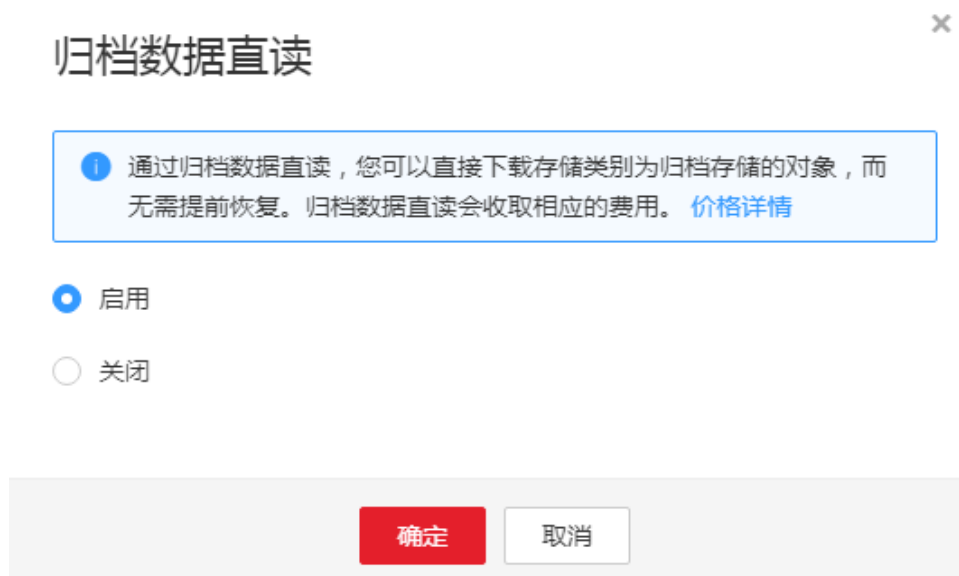 归档数据直读
通过归档数据直读，您可以直接下载存储类别为归档存储的对象，而
无需提前恢复。归档数据直读会收取相应的费用。 价格详情
启用
关闭
确定 取消